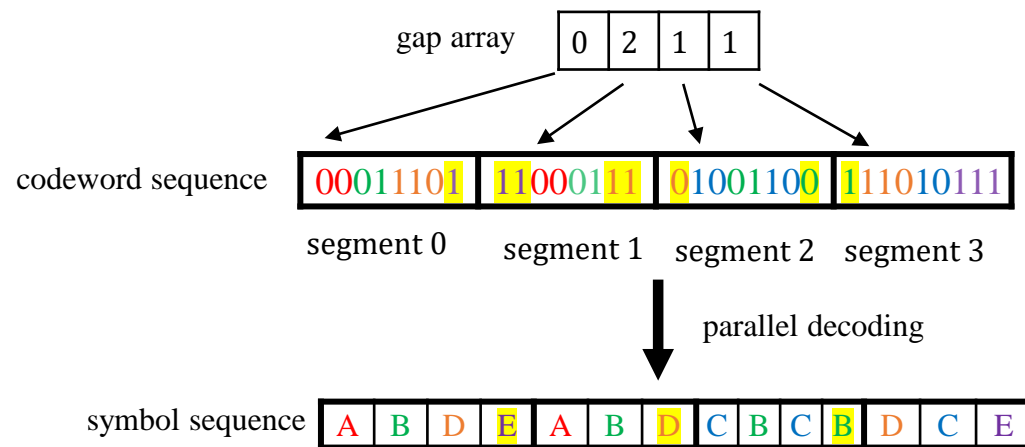 gap array 0 2 1 1
codeword sequence 00011101 11000111 01001100 111010111
segment 0 segment 1 segment 2 segment 3
parallel decoding
symbol sequence A B D E A B D C B C B D C E